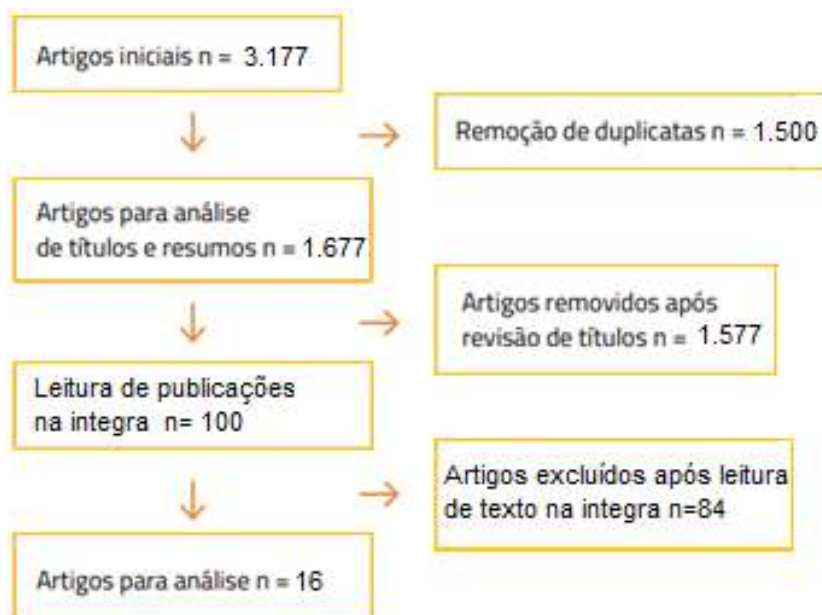 Artigos iniciais n = 3.177
Remoção de duplicatas n = 1.500
Artigos para análise
de títulos e resumos n = 1.677
Artigos removidos após
revisão de títulos n = 1.577
Leitura de publicações
na integra n= 100
Artigos excluídos após leitura
de texto na integra n=84
Artigos para análise n = 16